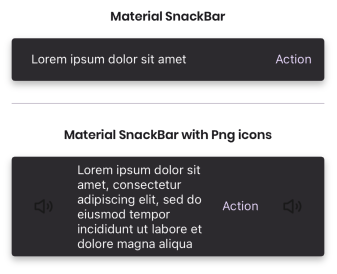 Material SnackBar
Lorem ipsum dolor sit amet
Action
Material SnackBar with Png icons
Lorem ipsum dolor sit
amet, consectetur
adipiscing elit, sed do
eiusmod tempor
incididunt ut labore et
dolore magna aliqua
Action